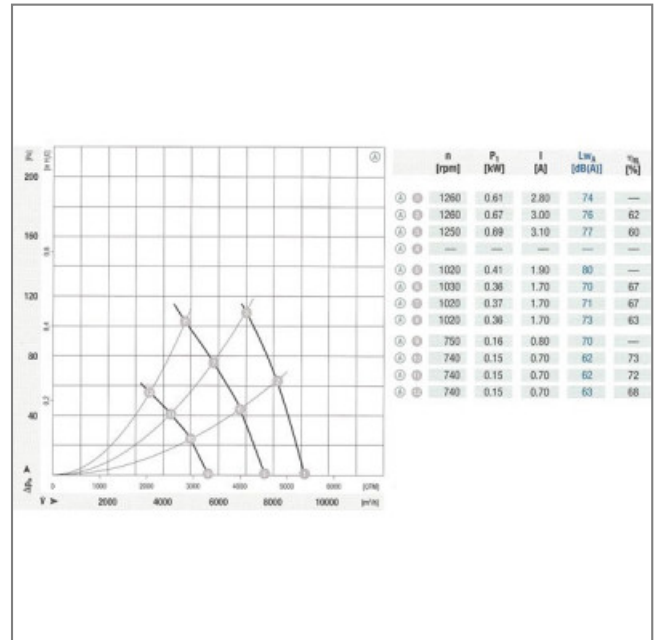 [Pa]
[in H₂O]
200
160
120
80
40
0,8
0,4
0,2
Ⓐ
n P₁ I LwA
[rpm] [kW] [A] [dB(A)] [%]
Ⓐ 1260 0.61 2.80 74 —
Ⓐ 1260 0.67 3.00 76 62
Ⓐ 1250 0.69 3.10 77 60
Ⓐ — — — — —
Ⓐ 1020 0.41 1.90 80 —
Ⓐ 1030 0.36 1.70 70 67
Ⓐ 1020 0.37 1.70 71 67
Ⓐ 1020 0.36 1.70 73 63
Ⓐ 750 0.16 0.80 70 —
Ⓐ 740 0.15 0.70 62 73
Ⓐ 740 0.15 0.70 62 72
Ⓐ 740 0.15 0.70 63 68
0 1000 2000 3000 4000 5000 6000 [CFM]
2000 4000 6000 8000 10000 [m³/h]